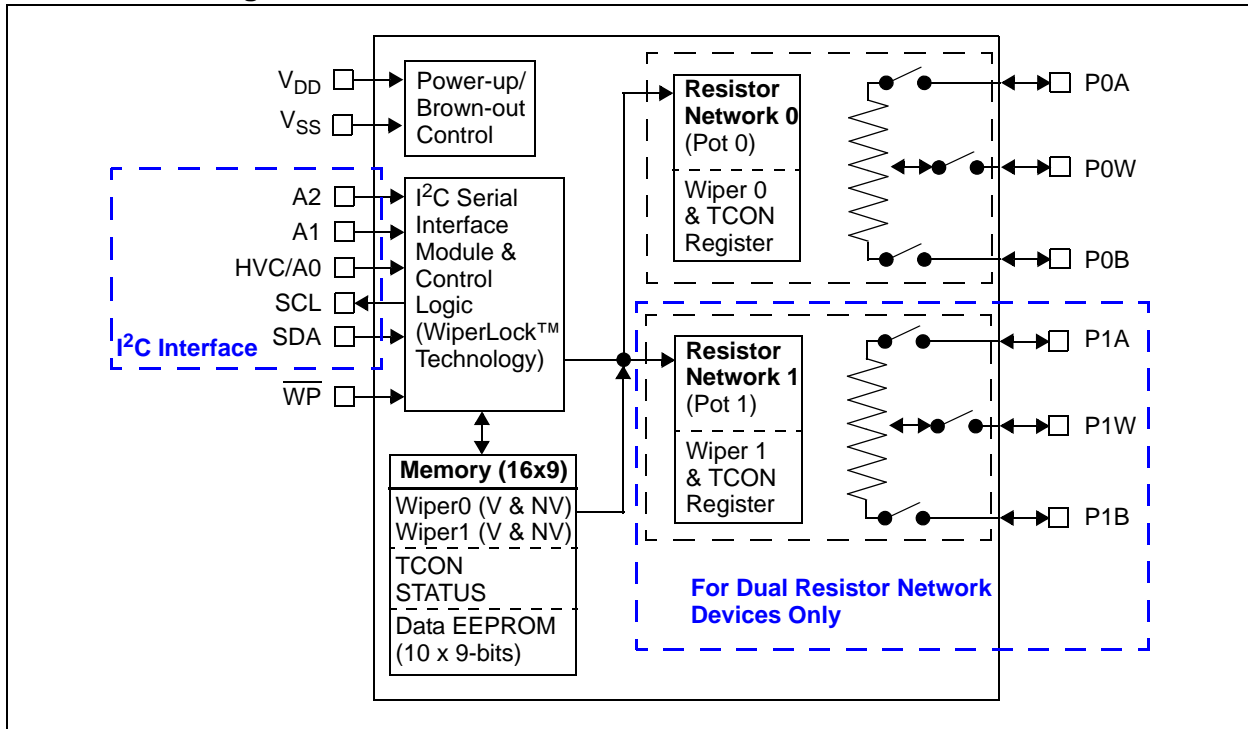 V_DD
V_SS
A2
A1
HVC/A0
SCL
SDA
I²C Interface
WP
Power-up/
Brown-out
Control
I²C Serial
Interface
Module &
Control
Logic
(WiperLock™
Technology)
Memory (16x9)
Wiper0 (V & NV)
Wiper1 (V & NV)
TCON
STATUS
Data EEPROM
(10 x 9-bits)
Resistor
Network 0
(Pot 0)
Wiper 0
& TCON
Register
P0A
P0W
P0B
Resistor
Network 1
(Pot 1)
Wiper 1
& TCON
Register
P1A
P1W
P1B
For Dual Resistor Network
Devices Only